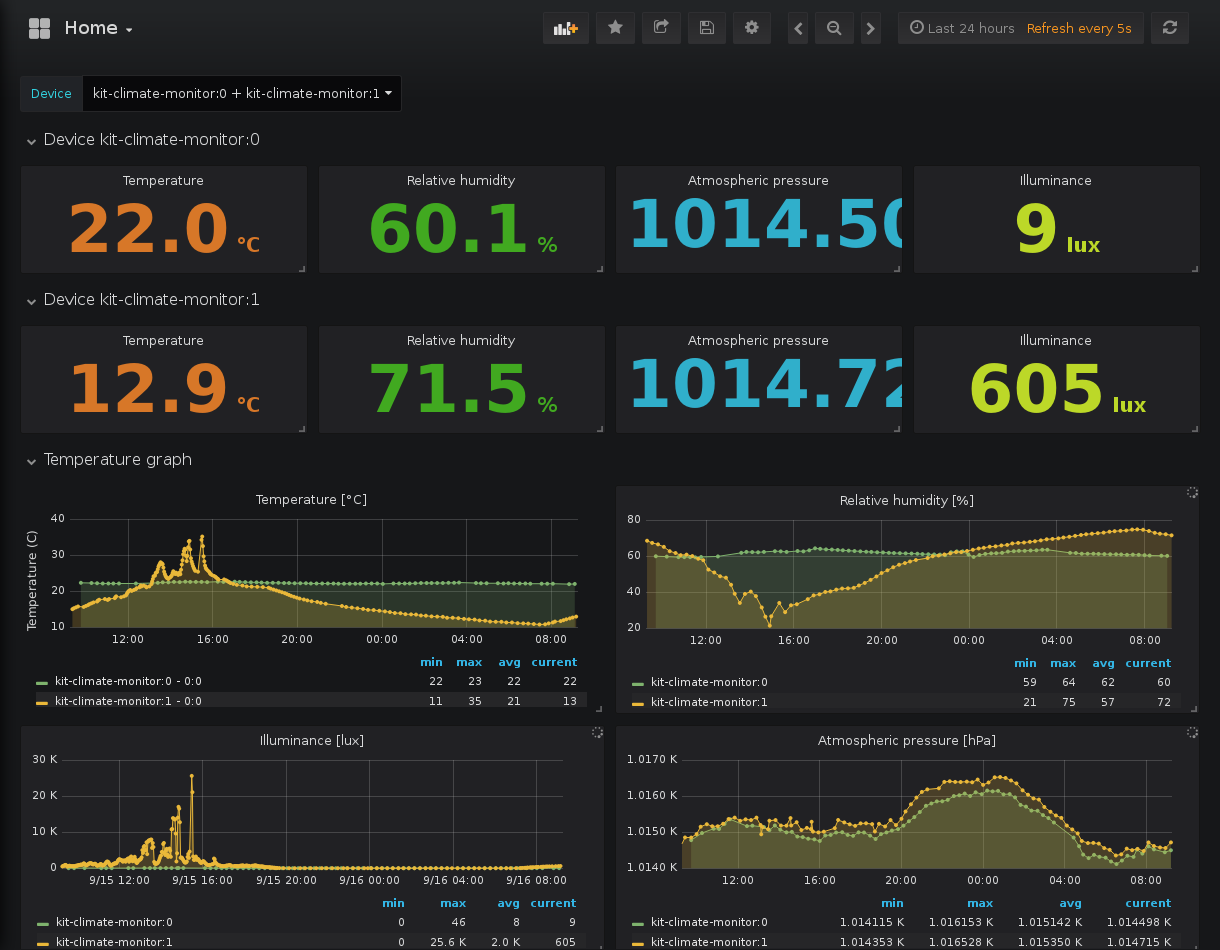 Home
Last 24 hours Refresh every 5s
Device kit-climate-monitor:0 + kit-climate-monitor:1
Device kit-climate-monitor:0
Temperature Relative humidity Atmospheric pressure Illuminance
22.0 °C 60.1 % 1014.50 9 lux
Device kit-climate-monitor:1
Temperature Relative humidity Atmospheric pressure Illuminance
12.9 °C 71.5 % 1014.72 605 lux
Temperature graph
Temperature [°C]
Temperature (C)
40
30
20
10
12:00 16:00 20:00 00:00 04:00 08:00
min max avg current
kit-climate-monitor:0 - 0:0 22 23 22 22
kit-climate-monitor:1 - 0:0 11 35 21 13
Relative humidity [%]
80
60
40
20
12:00 16:00 20:00 00:00 04:00 08:00
min max avg current
kit-climate-monitor:0 59 64 62 60
kit-climate-monitor:1 21 75 57 72
Illuminance [lux]
30 K
20 K
10 K
0
9/15 12:00 9/15 16:00 9/15 20:00 9/16 00:00 9/16 04:00 9/16 08:00
min max avg current
kit-climate-monitor:0 0 46 8 9
kit-climate-monitor:1 0 25.6 K 2.0 K 605
Atmospheric pressure [hPa]
1.0170 K
1.0160 K
1.0150 K
1.0140 K
12:00 16:00 20:00 00:00 04:00 08:00
min max avg current
kit-climate-monitor:0 1.014115 K 1.016153 K 1.015142 K 1.014498 K
kit-climate-monitor:1 1.014353 K 1.016528 K 1.015350 K 1.014715 K